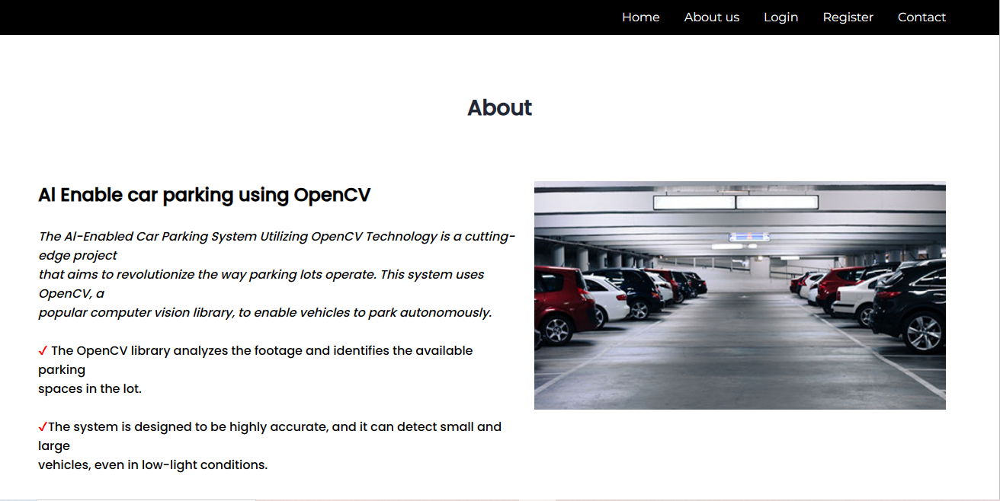 Home About us Login Register Contact
About
AI Enable car parking using OpenCV
The AI-Enabled Car Parking System Utilizing OpenCV Technology is a cutting-
edge project
that aims to revolutionize the way parking lots operate. This system uses
OpenCV, a
popular computer vision library, to enable vehicles to park autonomously.
✓ The OpenCV library analyzes the footage and identifies the available
parking
spaces in the lot.
✓The system is designed to be highly accurate, and it can detect small and
large
vehicles, even in low-light conditions.